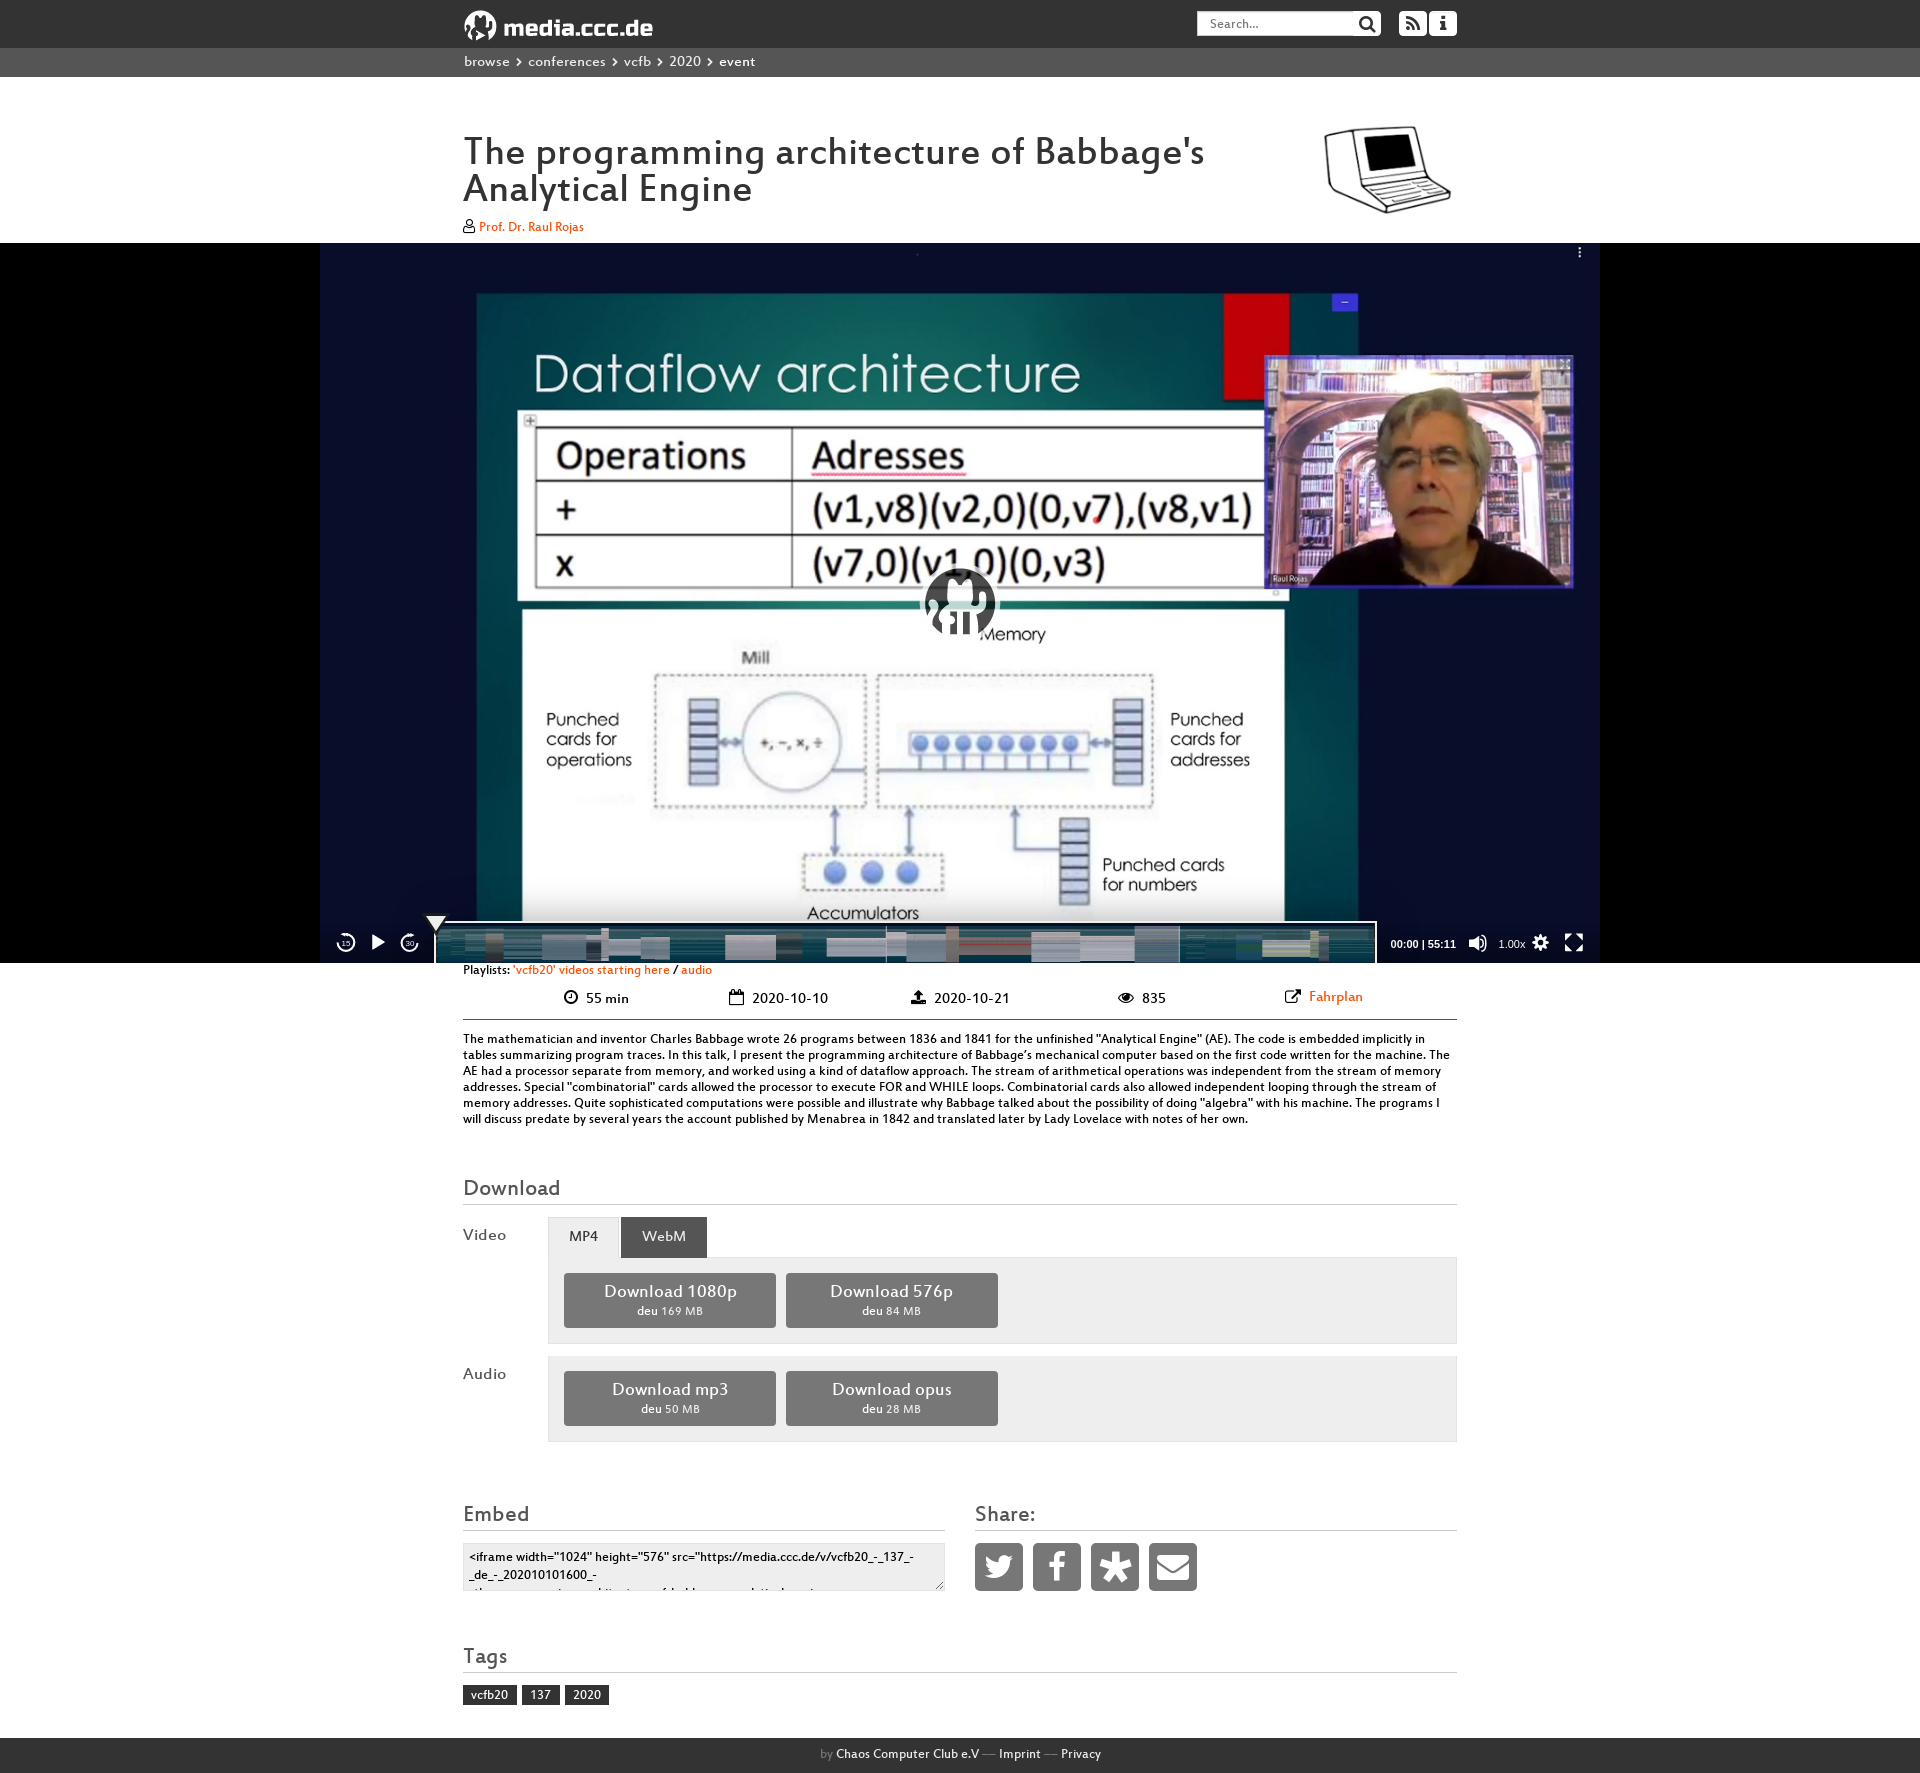 media.ccc.de
Search...
browse > conferences > vcfb > 2020 > event
The programming architecture of Babbage's
Analytical Engine
Prof. Dr. Raul Rojas
Dataflow architecture
Operations Adresses
+ (v1,v8)(v2,0)(0,v7),(v8,v1)
x (v7,0)(v1,0)(0,v3)
Raul Rojas
Memory
Mill
Punched
cards for
operations
+, −, ×, ÷
Punched
cards for
addresses
Punched cards
for numbers
Accumulators
15 30 00:00 | 55:11 1.00x
Playlists: 'vcfb20' videos starting here / audio
55 min 2020-10-10 2020-10-21 835 Fahrplan
The mathematician and inventor Charles Babbage wrote 26 programs between 1836 and 1841 for the unfinished "Analytical Engine" (AE). The code is embedded implicitly in
tables summarizing program traces. In this talk, I present the programming architecture of Babbage’s mechanical computer based on the first code written for the machine. The
AE had a processor separate from memory, and worked using a kind of dataflow approach. The stream of arithmetical operations was independent from the stream of memory
addresses. Special "combinatorial" cards allowed the processor to execute FOR and WHILE loops. Combinatorial cards also allowed independent looping through the stream of
memory addresses. Quite sophisticated computations were possible and illustrate why Babbage talked about the possibility of doing "algebra" with his machine. The programs I
will discuss predate by several years the account published by Menabrea in 1842 and translated later by Lady Lovelace with notes of her own.
Download
Video MP4 WebM
Download 1080p Download 576p
deu 169 MB deu 84 MB
Audio
Download mp3 Download opus
deu 50 MB deu 28 MB
Embed
<iframe width="1024" height="576" src="https://media.ccc.de/v/vcfb20_-_137_-
_de_-_202010101600_-
Share:
Tags
vcfb20 137 2020
by Chaos Computer Club e.V — Imprint — Privacy